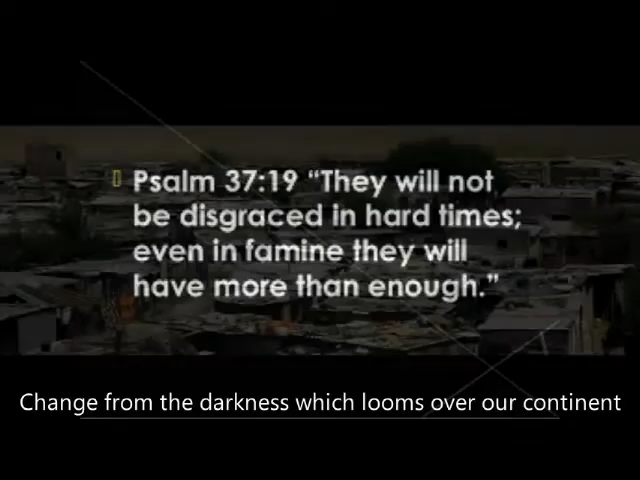 Psalm 37:19 “They will not
be disgraced in hard times;
even in famine they will
have more than enough.”
Change from the darkness which looms over our continent